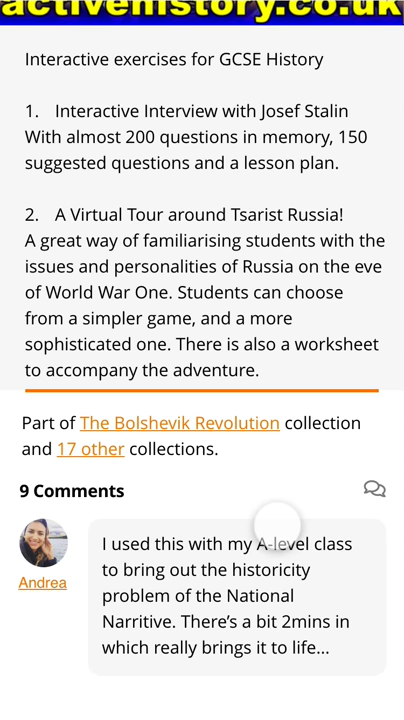 activehistory.co.uk
Interactive exercises for GCSE History
1. Interactive Interview with Josef Stalin
With almost 200 questions in memory, 150
suggested questions and a lesson plan.
2. A Virtual Tour around Tsarist Russia!
A great way of familiarising students with the
issues and personalities of Russia on the eve
of World War One. Students can choose
from a simpler game, and a more
sophisticated one. There is also a worksheet
to accompany the adventure.
Part of The Bolshevik Revolution collection
and 17 other collections.
9 Comments
I used this with my A-level class
to bring out the historicity
problem of the National
Narritive. There's a bit 2mins in
which really brings it to life...
Andrea